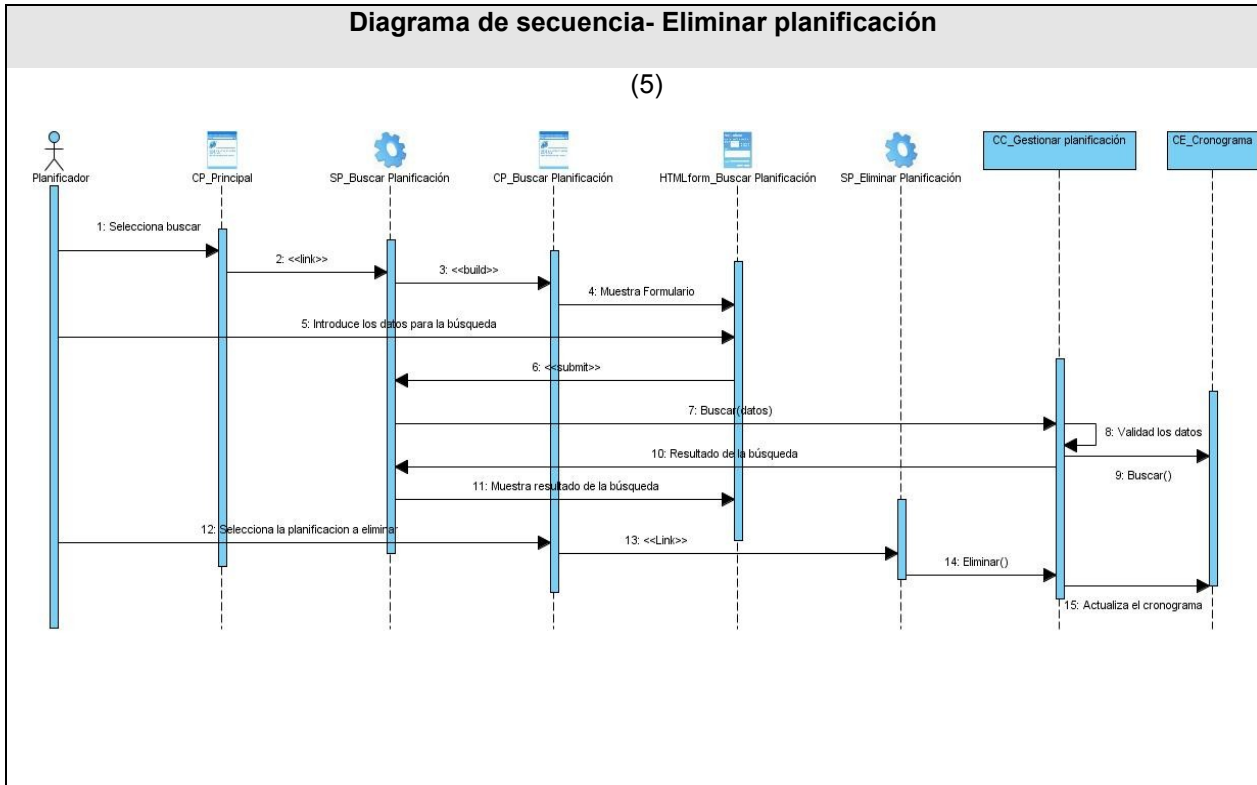 Diagrama de secuencia- Eliminar planificación
(5)
Planificador
CP_Principal
SP_Buscar Planificación
CP_Buscar Planificación
HTMLform_Buscar Planificación
SP_Eliminar Planificación
CC_Gestionar planificación
CE_Cronograma
1: Selecciona buscar
2: <<link>>
3: <<build>>
4: Muestra Formulario
5: Introduce los datos para la búsqueda
6: <<submit>>
7: Buscar(datos)
8: Validad los datos
10: Resultado de la búsqueda
9: Buscar()
11: Muestra resultado de la búsqueda
12: Selecciona la planificacion a eliminar
13: <<Link>>
14: Eliminar()
15: Actualiza el cronograma